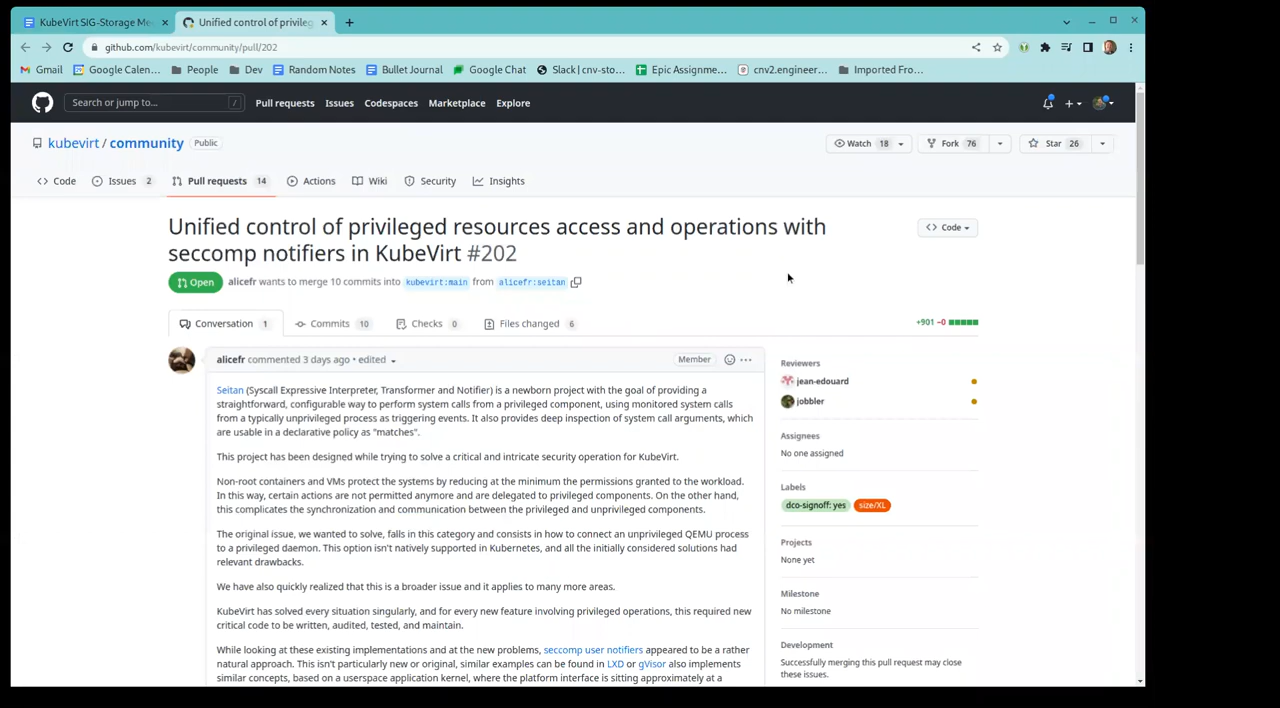 KubeVirt SIG-Storage Me
Unified control of privileg
github.com/kubevirt/community/pull/202
Gmail
Google Calen...
People
Dev
Random Notes
Bullet Journal
Google Chat
Slack | cnv-sto...
Epic Assignme...
cnv2.engineer...
Imported Fro...
Search or jump to...
/
Pull requests
Issues
Codespaces
Marketplace
Explore
kubevirt / community
Public
Watch 18
Fork 76
Star 26
Code
Issues 2
Pull requests 14
Actions
Wiki
Security
Insights
Unified control of privileged resources access and operations with
seccomp notifiers in KubeVirt #202
Code
Open
alicefr wants to merge 10 commits into kubevirt:main from alicefr:seitan
Conversation 1
Commits 10
Checks 0
Files changed 6
+901 −0
alicefr commented 3 days ago • edited
Member
Seitan (Syscall Expressive Interpreter, Transformer and Notifier) is a newborn project with the goal of providing a
straightforward, configurable way to perform system calls from a privileged component, using monitored system calls
from a typically unprivileged process as triggering events. It also provides deep inspection of system call arguments, which
are usable in a declarative policy as "matches".
This project has been designed while trying to solve a critical and intricate security operation for KubeVirt.
Non-root containers and VMs protect the systems by reducing at the minimum the permissions granted to the workload.
In this way, certain actions are not permitted anymore and are delegated to privileged components. On the other hand,
this complicates the synchronization and communication between the privileged and unprivileged components.
The original issue, we wanted to solve, falls in this category and consists in how to connect an unprivileged QEMU process
to a privileged daemon. This option isn't natively supported in Kubernetes, and all the initially considered solutions had
relevant drawbacks.
We have also quickly realized that this is a broader issue and it applies to many more areas.
KubeVirt has solved every situation singularly, and for every new feature involving privileged operations, this required new
critical code to be written, audited, tested, and maintain.
While looking at these existing implementations and at the new problems, seccomp user notifiers appeared to be a rather
natural approach. This isn't particularly new or original, similar examples can be found in LXD or gVisor also implements
similar concepts, based on a userspace application kernel, where the platform interface is sitting approximately at a
Reviewers
jean-edouard
jobbler
Assignees
No one assigned
Labels
dco-signoff: yes
size/XL
Projects
None yet
Milestone
No milestone
Development
Successfully merging this pull request may close
these issues.